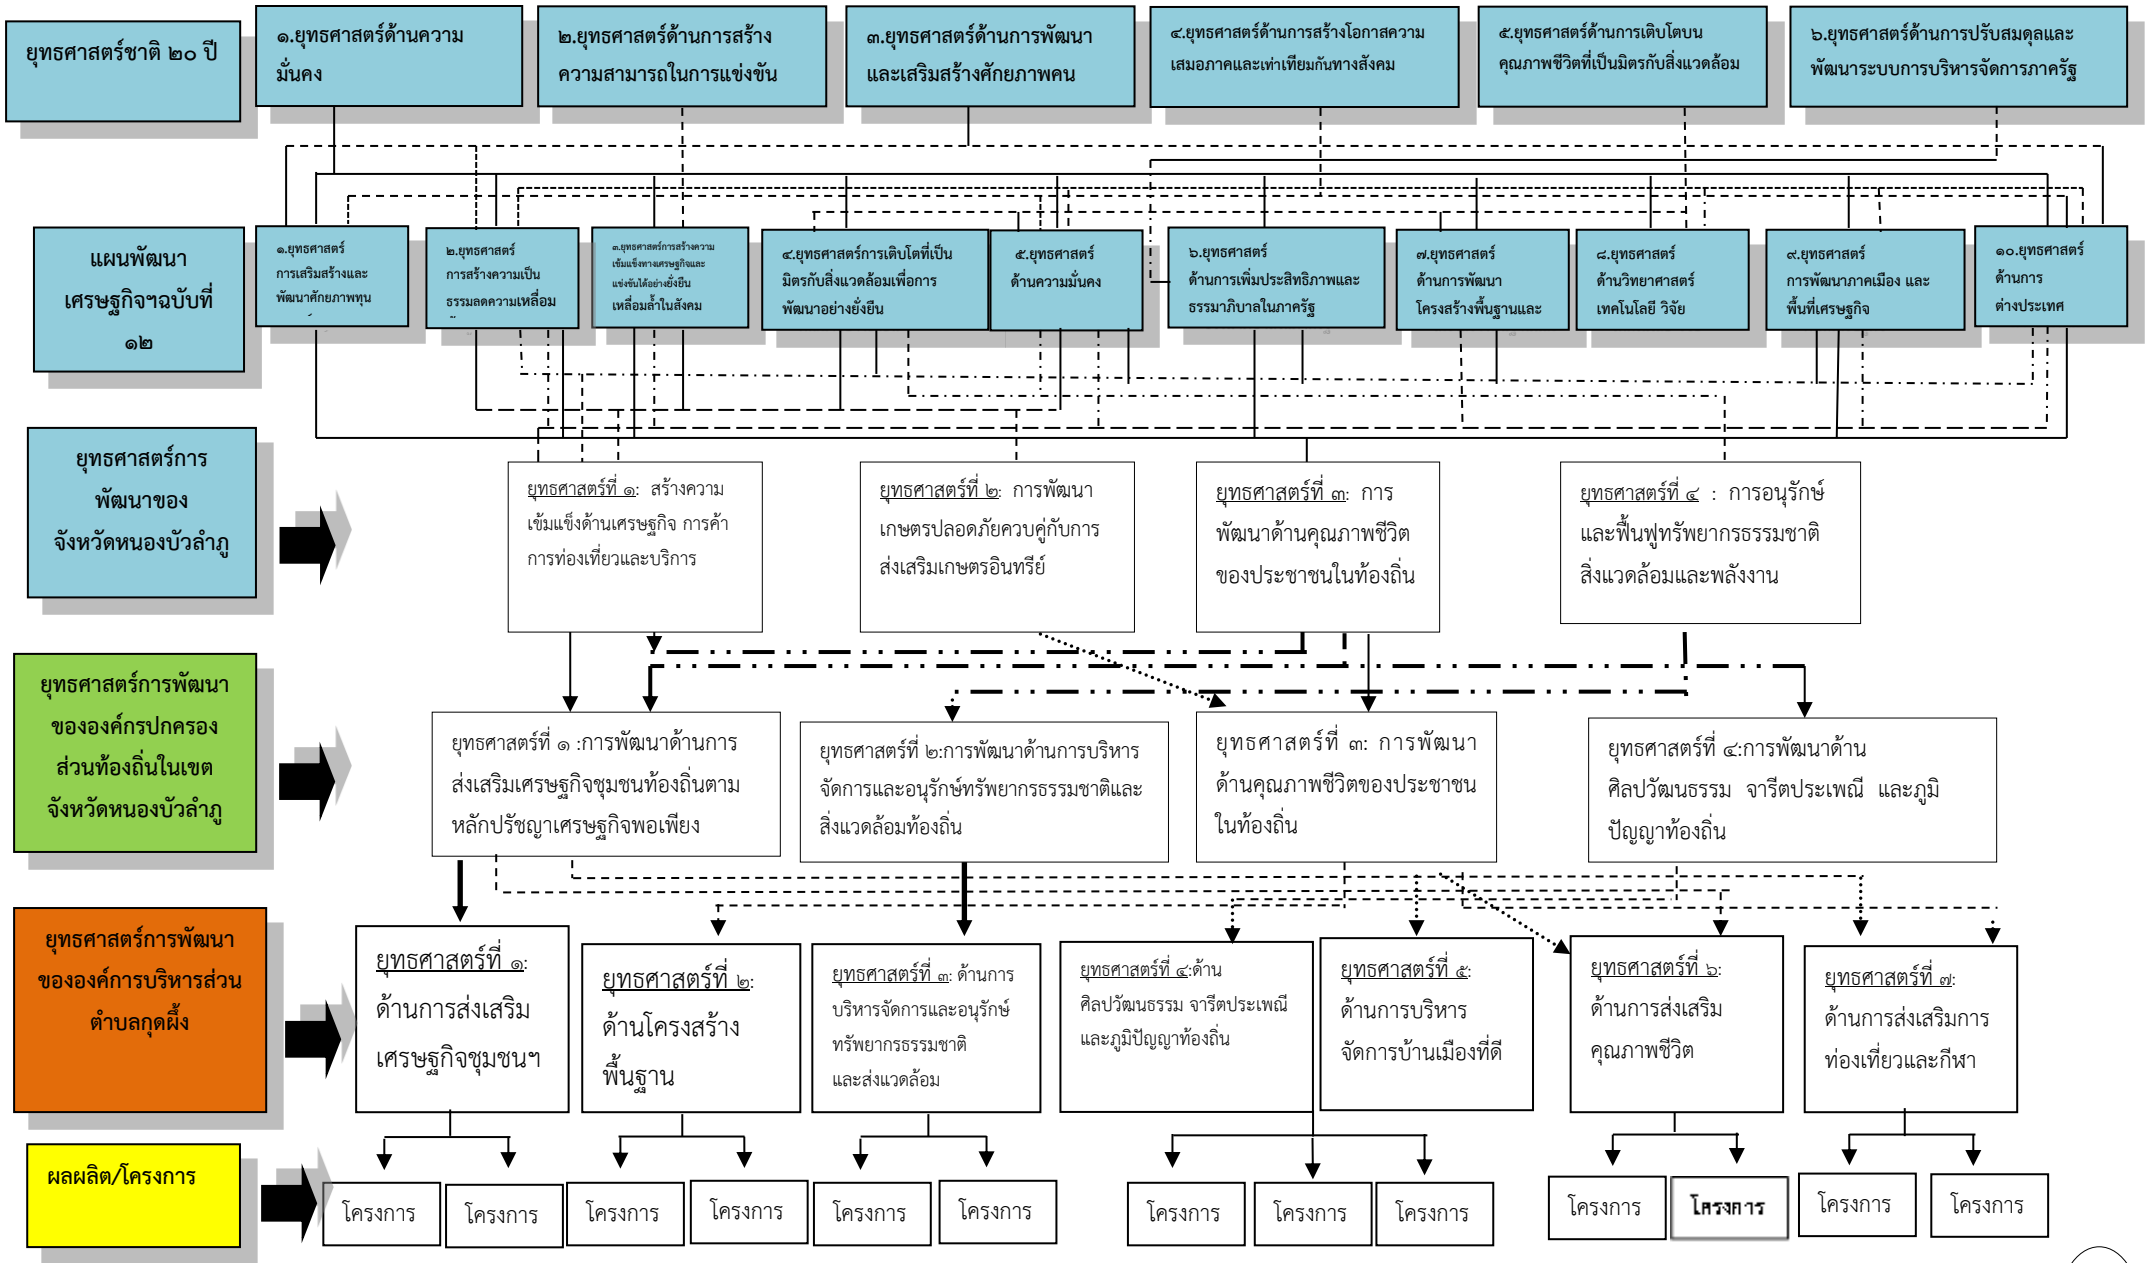 ยุทธศาสตร์ชาติ ๒๐ ปี
๑.ยุทธศาสตร์ด้านความ
มั่นคง
๒.ยุทธศาสตร์ด้านการสร้าง
ความสามารถในการแข่งขัน
๓.ยุทธศาสตร์ด้านการพัฒนา
และเสริมสร้างศักยภาพคน
๔.ยุทธศาสตร์ด้านการสร้างโอกาสความ
เสมอภาคและเท่าเทียมกันทางสังคม
๕.ยุทธศาสตร์ด้านการเติบโตบน
คุณภาพชีวิตที่เป็นมิตรกับสิ่งแวดล้อม
๖.ยุทธศาสตร์ด้านการปรับสมดุลและ
พัฒนาระบบการบริหารจัดการภาครัฐ
แผนพัฒนา
เศรษฐกิจฯฉบับที่
๑๒
๑.ยุทธศาสตร์
การเสริมสร้างและ
พัฒนาศักยภาพทุน
๒.ยุทธศาสตร์
การสร้างความเป็น
ธรรมลดความเหลื่อม
๓.ยุทธศาสตร์การสร้างความ
เข้มแข็งทางเศรษฐกิจและ
แข่งขันได้อย่างยั่งยืน
เหลื่อมล้ำในสังคม
๔.ยุทธศาสตร์การเติบโตที่เป็น
มิตรกับสิ่งแวดล้อมเพื่อการ
พัฒนาอย่างยั่งยืน
๕.ยุทธศาสตร์
ด้านความมั่นคง
๖.ยุทธศาสตร์
ด้านการเพิ่มประสิทธิภาพและ
ธรรมาภิบาลในภาครัฐ
๗.ยุทธศาสตร์
ด้านการพัฒนา
โครงสร้างพื้นฐานและ
๘.ยุทธศาสตร์
ด้านวิทยาศาสตร์
เทคโนโลยี วิจัย
๙.ยุทธศาสตร์
การพัฒนาภาคเมือง และ
พื้นที่เศรษฐกิจ
๑๐.ยุทธศาสตร์
ด้านการ
ต่างประเทศ
ยุทธศาสตร์การ
พัฒนาของ
จังหวัดหนองบัวลำภู
ยุทธศาสตร์ที่ ๑: สร้างความ
เข้มแข็งด้านเศรษฐกิจ การค้า
การท่องเที่ยวและบริการ
ยุทธศาสตร์ที่ ๒: การพัฒนา
เกษตรปลอดภัยควบคู่กับการ
ส่งเสริมเกษตรอินทรีย์
ยุทธศาสตร์ที่ ๓: การ
พัฒนาด้านคุณภาพชีวิต
ของประชาชนในท้องถิ่น
ยุทธศาสตร์ที่ ๔ : การอนุรักษ์
และฟื้นฟูทรัพยากรธรรมชาติ
สิ่งแวดล้อมและพลังงาน
ยุทธศาสตร์การพัฒนา
ขององค์กรปกครอง
ส่วนท้องถิ่นในเขต
จังหวัดหนองบัวลำภู
ยุทธศาสตร์ที่ ๑ :การพัฒนาด้านการ
ส่งเสริมเศรษฐกิจชุมชนท้องถิ่นตาม
หลักปรัชญาเศรษฐกิจพอเพียง
ยุทธศาสตร์ที่ ๒:การพัฒนาด้านการบริหาร
จัดการและอนุรักษ์ทรัพยากรธรรมชาติและ
สิ่งแวดล้อมท้องถิ่น
ยุทธศาสตร์ที่ ๓: การพัฒนา
ด้านคุณภาพชีวิตของประชาชน
ในท้องถิ่น
ยุทธศาสตร์ที่ ๔:การพัฒนาด้าน
ศิลปวัฒนธรรม จารีตประเพณี และภูมิ
ปัญญาท้องถิ่น
ยุทธศาสตร์การพัฒนา
ขององค์การบริหารส่วน
ตำบลกุดผึ้ง
ยุทธศาสตร์ที่ ๑:
ด้านการส่งเสริม
เศรษฐกิจชุมชนฯ
ยุทธศาสตร์ที่ ๒:
ด้านโครงสร้าง
พื้นฐาน
ยุทธศาสตร์ที่ ๓: ด้านการ
บริหารจัดการและอนุรักษ์
ทรัพยากรธรรมชาติ
และส่งแวดล้อม
ยุทธศาสตร์ที่ ๔:ด้าน
ศิลปวัฒนธรรม จารีตประเพณี
และภูมิปัญญาท้องถิ่น
ยุทธศาสตร์ที่ ๕:
ด้านการบริหาร
จัดการบ้านเมืองที่ดี
ยุทธศาสตร์ที่ ๖:
ด้านการส่งเสริม
คุณภาพชีวิต
ยุทธศาสตร์ที่ ๗:
ด้านการส่งเสริมการ
ท่องเที่ยวและกีฬา
ผลผลิต/โครงการ
โครงการ
โครงการ
โครงการ
โครงการ
โครงการ
โครงการ
โครงการ
โครงการ
โครงการ
โครงการ
โครงการ
โครงการ
โครงการ